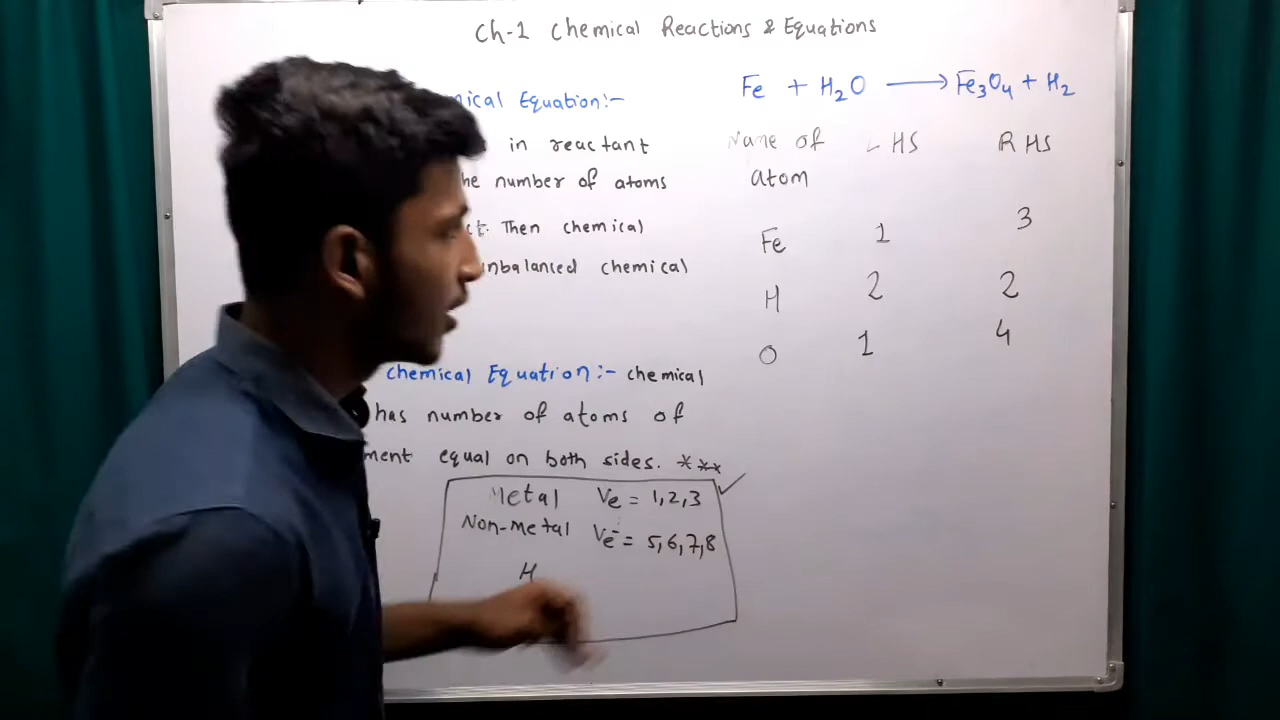 Ch-1 Chemical Reactions & Equations
mical Equation:-
in reactant
he number of atoms
ct. Then chemical
unbalanced chemical
chemical Equation:- chemical
has number of atoms of
ment equal on both sides. ***
Metal Ve = 1,2,3
Non-metal Ve⁻ = 5,6,7,8
H
Fe + H₂O ⟶ Fe₃O₄ + H₂
Name of LHS RHS
atom
Fe 1 3
H 2 2
O 1 4